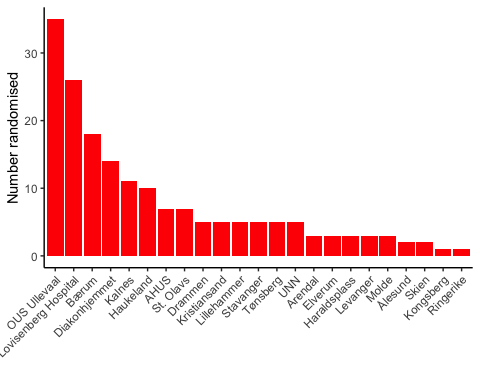 Number randomised
30
20
10
0
OUS Ullevaal
Lovisenberg Hospital
Bærum
Diakonhjemmet
Kalnes
Haukeland
AHUS
St. Olavs
Drammen
Kristiansand
Lillehammer
Stavanger
Tønsberg
UNN
Arendal
Elverum
Haraldsplass
Levanger
Molde
Ålesund
Skien
Kongsberg
Ringerike